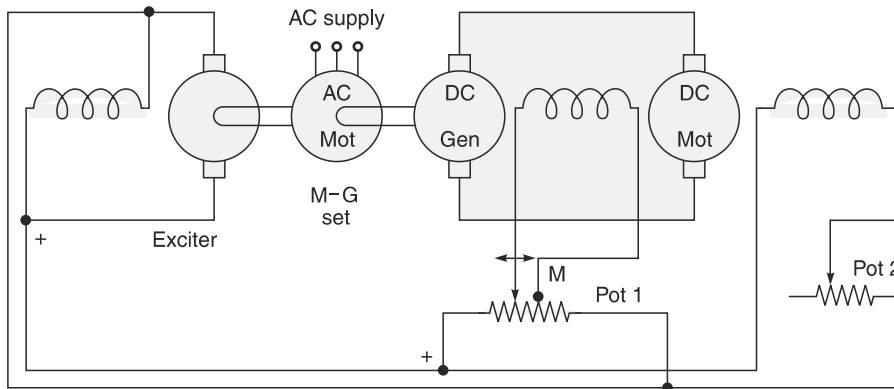 AC supply
AC
Mot
DC
Gen
DC
Mot
M–G
set
+
Exciter
M
Pot 1
Pot 2
+